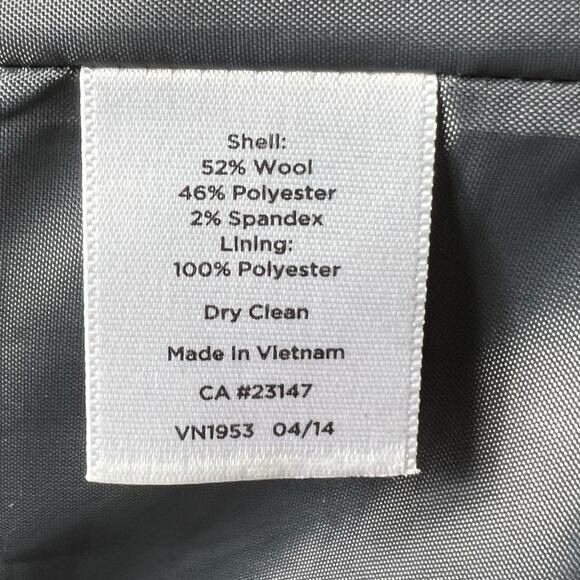 Shell:
52% Wool
46% Polyester
2% Spandex
Lining:
100% Polyester
Dry Clean
Made in Vietnam
CA #23147
VN1953 04/14